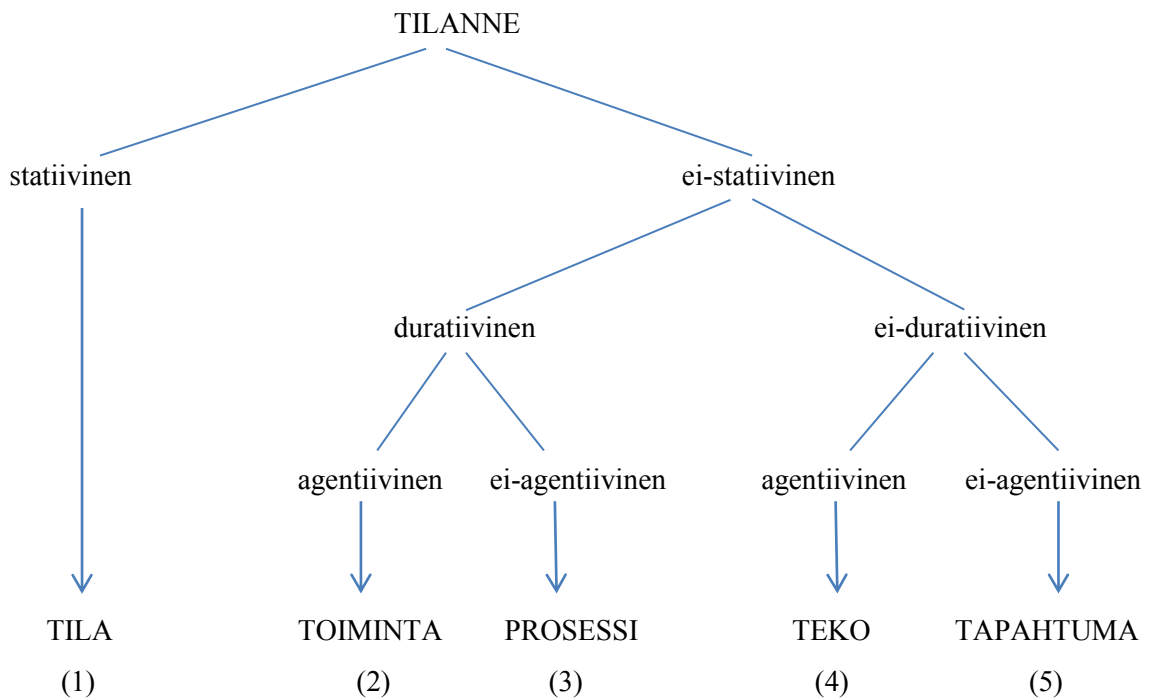 TILANNE
statiivinen ei-statiivinen
duratiivinen ei-duratiivinen
agentiivinen ei-agentiivinen agentiivinen ei-agentiivinen
TILA TOIMINTA PROSESSI TEKO TAPAHTUMA
(1) (2) (3) (4) (5)